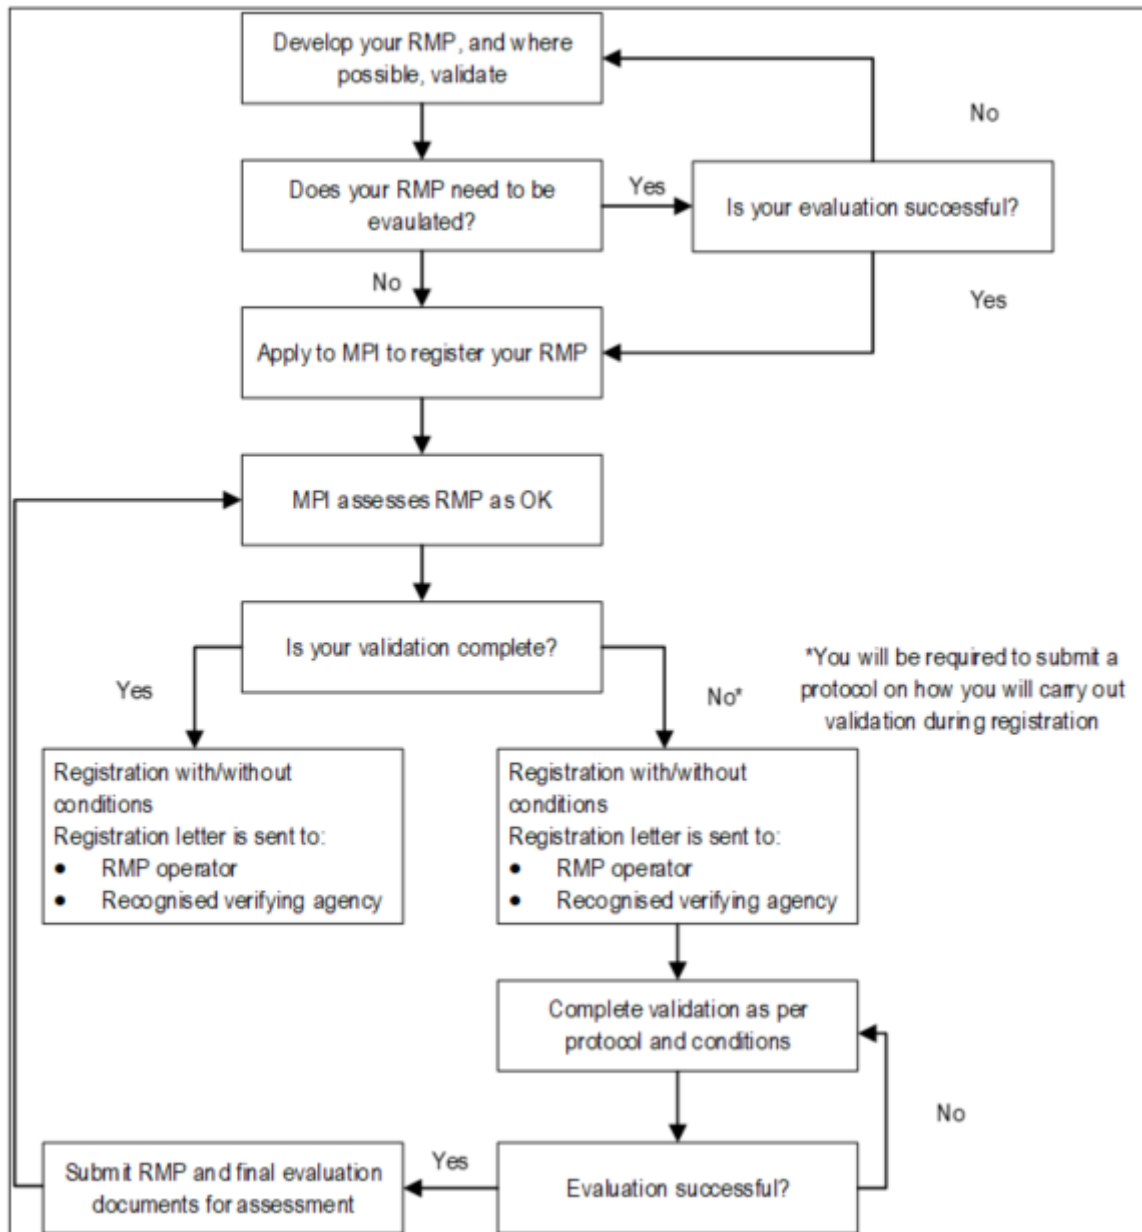 Develop your RMP, and where
possible, validate
No
Does your RMP need to be
evaulated?
Yes
Is your evaluation successful?
No
Yes
Apply to MPI to register your RMP
MPI assesses RMP as OK
Is your validation complete?
Yes
No*
*You will be required to submit a
protocol on how you will carry out
validation during registration
Registration with/without
conditions
Registration letter is sent to:
• RMP operator
• Recognised verifying agency
Registration with/without
conditions
Registration letter is sent to:
• RMP operator
• Recognised verifying agency
Complete validation as per
protocol and conditions
No
Submit RMP and final evaluation
documents for assessment
Yes
Evaluation successful?